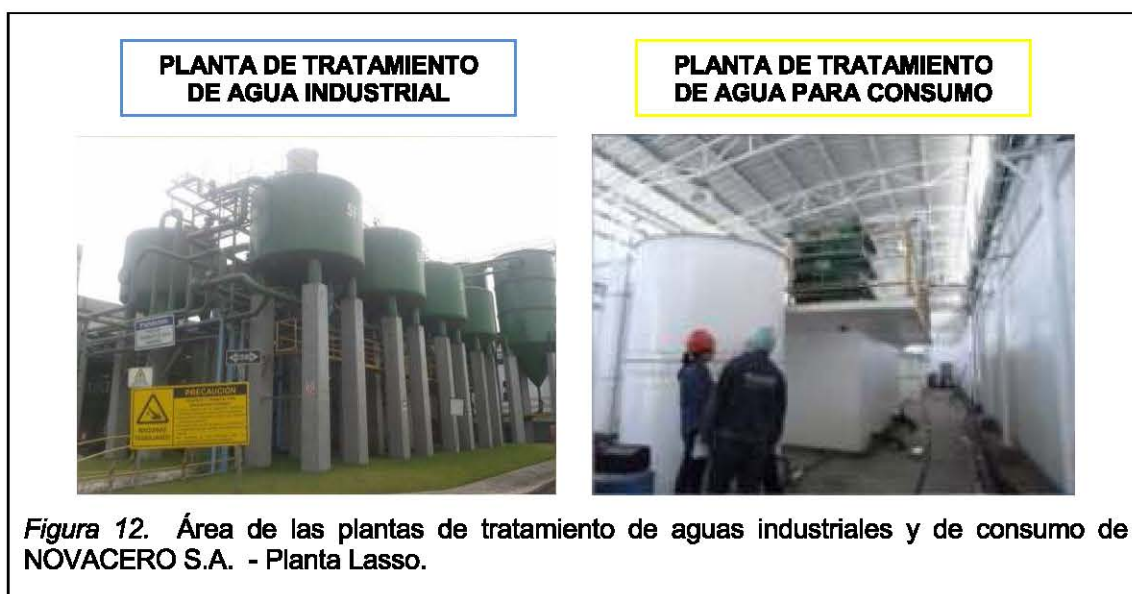 PLANTA DE TRATAMIENTO
DE AGUA INDUSTRIAL
PLANTA DE TRATAMIENTO
DE AGUA PARA CONSUMO
PRECAUCIÓN
Figura 12. Área de las plantas de tratamiento de aguas industriales y de consumo de
NOVACERO S.A. - Planta Lasso.